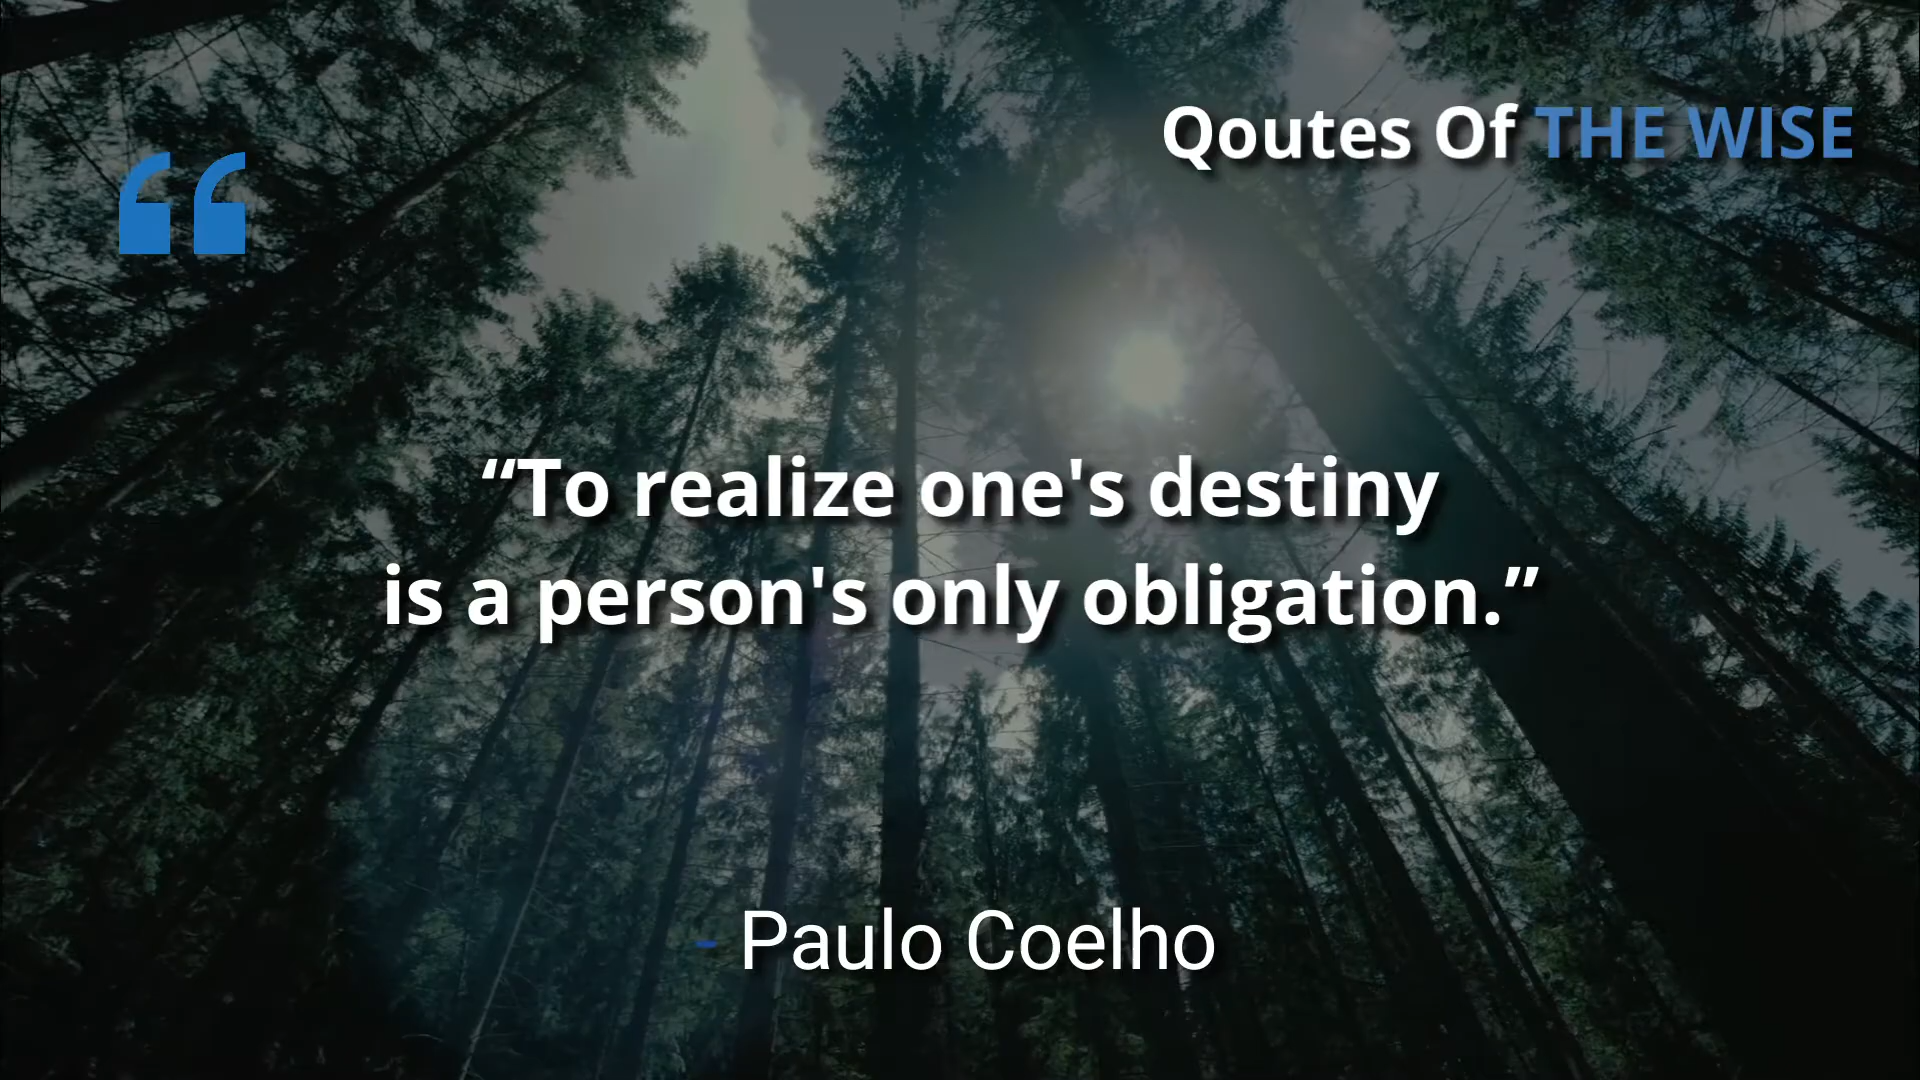 Qoutes Of THE WISE
“To realize one's destiny
is a person's only obligation.”
- Paulo Coelho